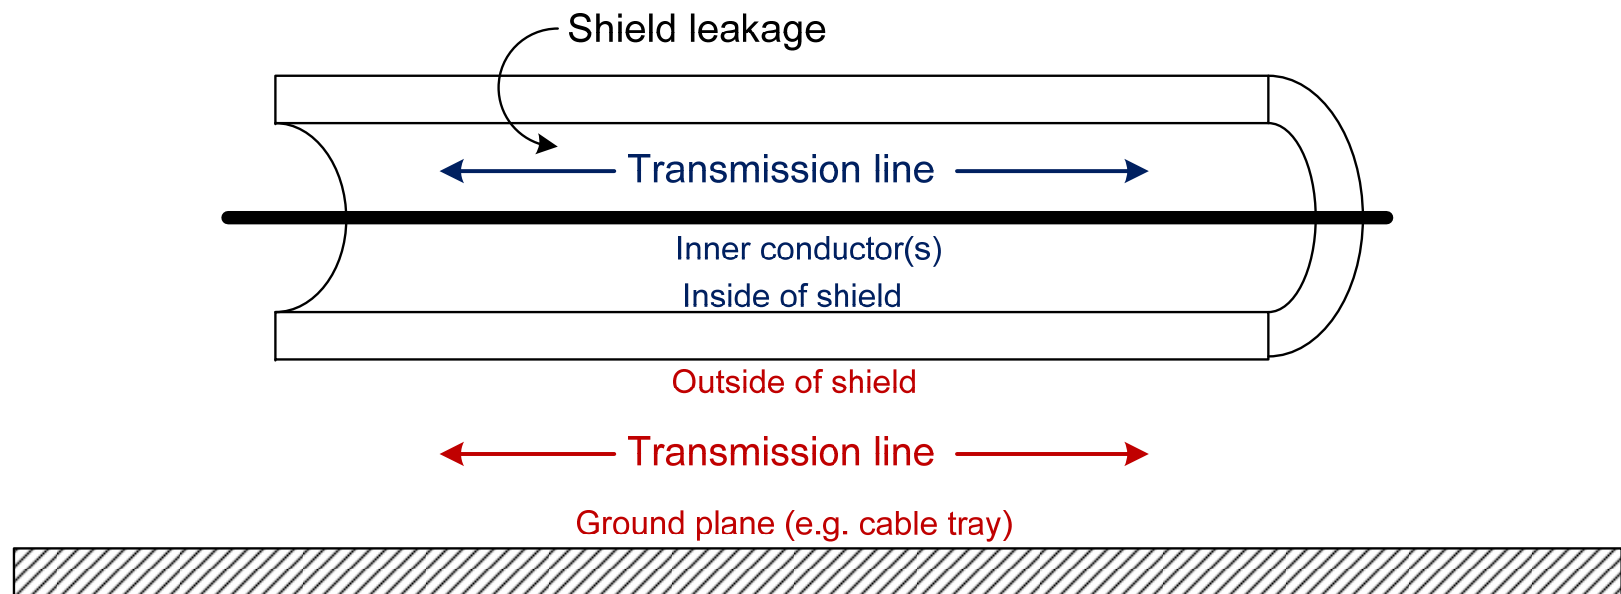 Shield leakage
Transmission line
Inner conductor(s)
Inside of shield
Outside of shield
Transmission line
Ground plane (e.g. cable tray)